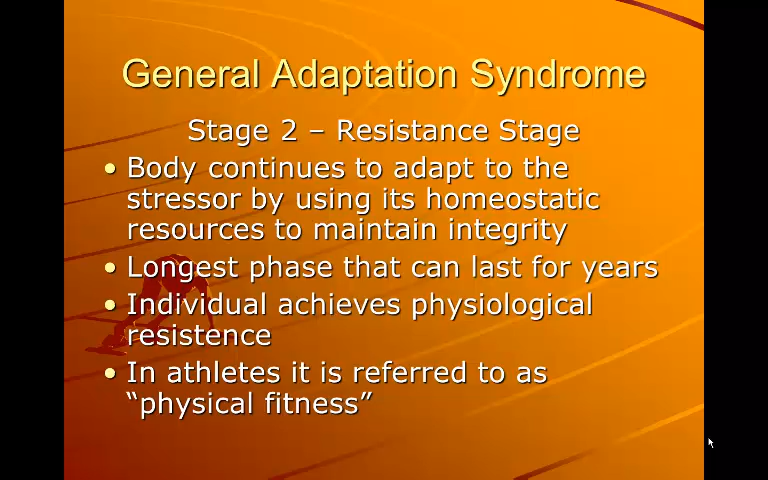 General Adaptation Syndrome
Stage 2 – Resistance Stage
• Body continues to adapt to the
stressor by using its homeostatic
resources to maintain integrity
• Longest phase that can last for years
• Individual achieves physiological
resistence
• In athletes it is referred to as
“physical fitness”